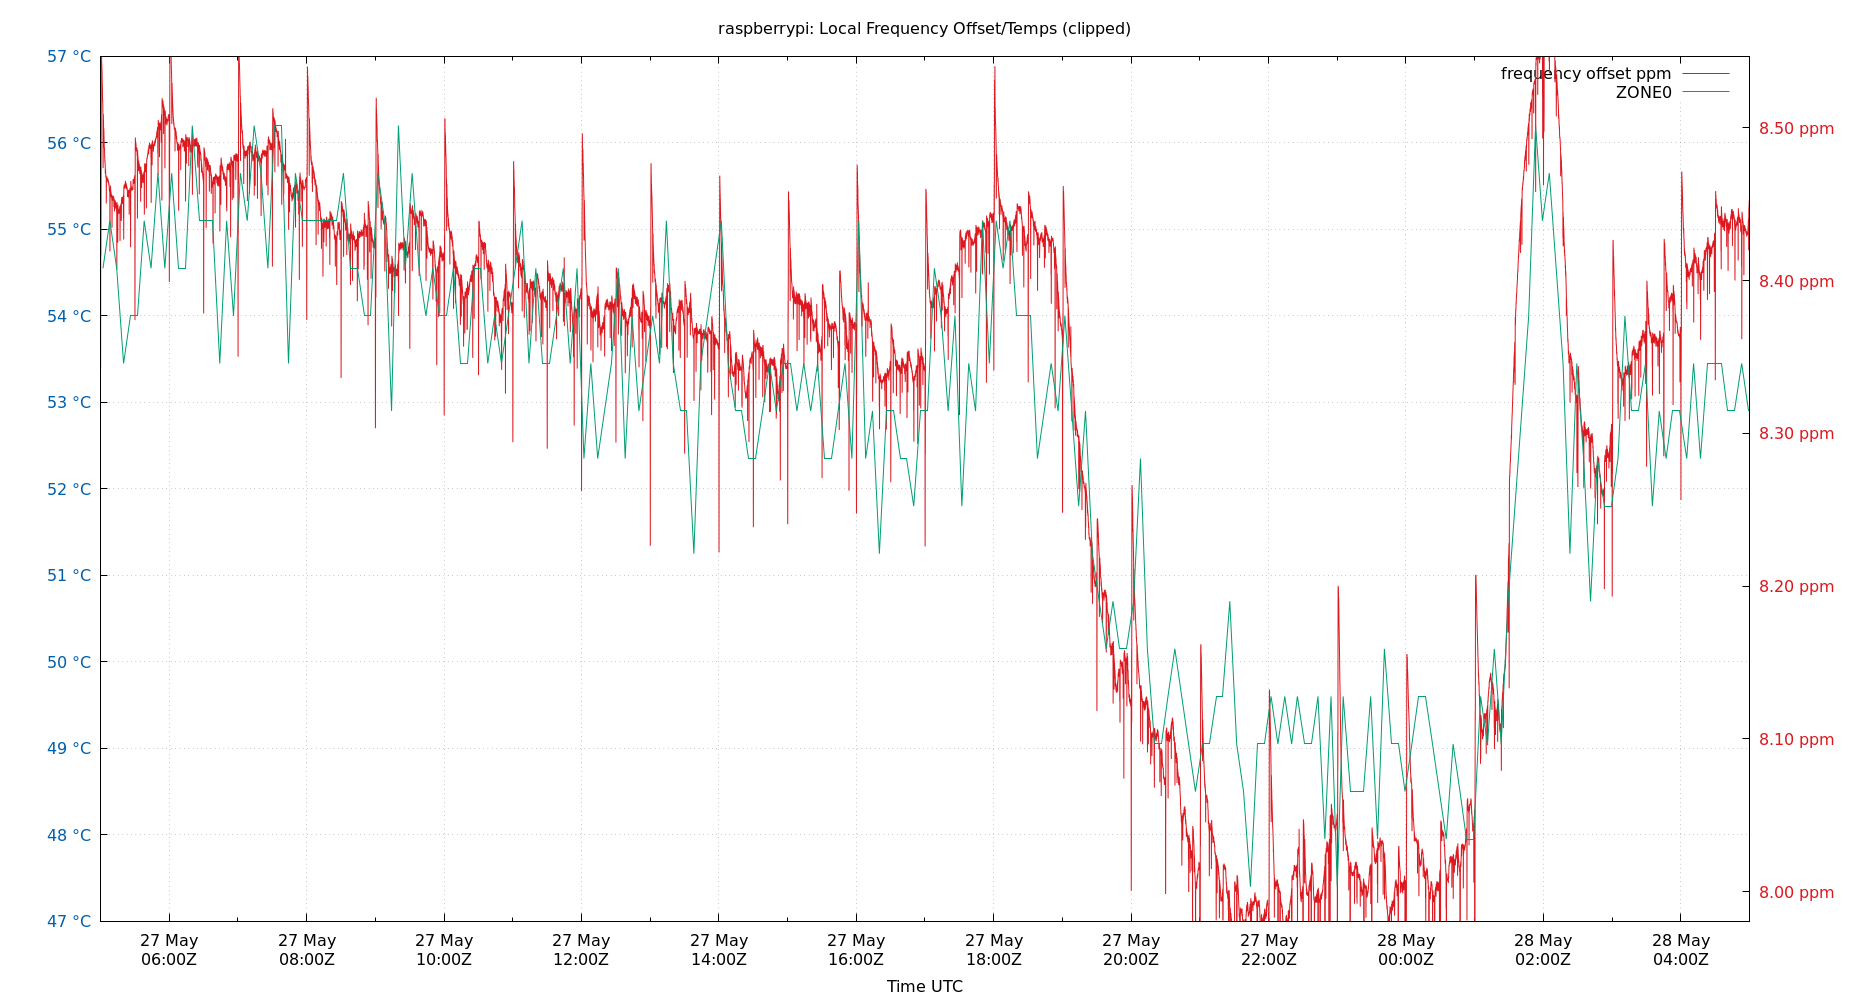 raspberrypi: Local Frequency Offset/Temps (clipped)
frequency offset ppm
ZONE0
57 °C
56 °C
55 °C
54 °C
53 °C
52 °C
51 °C
50 °C
49 °C
48 °C
47 °C
8.50 ppm
8.40 ppm
8.30 ppm
8.20 ppm
8.10 ppm
8.00 ppm
27 May 27 May 27 May 27 May 27 May 27 May 27 May 27 May 27 May 28 May 28 May 28 May
06:00Z 08:00Z 10:00Z 12:00Z 14:00Z 16:00Z 18:00Z 20:00Z 22:00Z 00:00Z 02:00Z 04:00Z
Time UTC